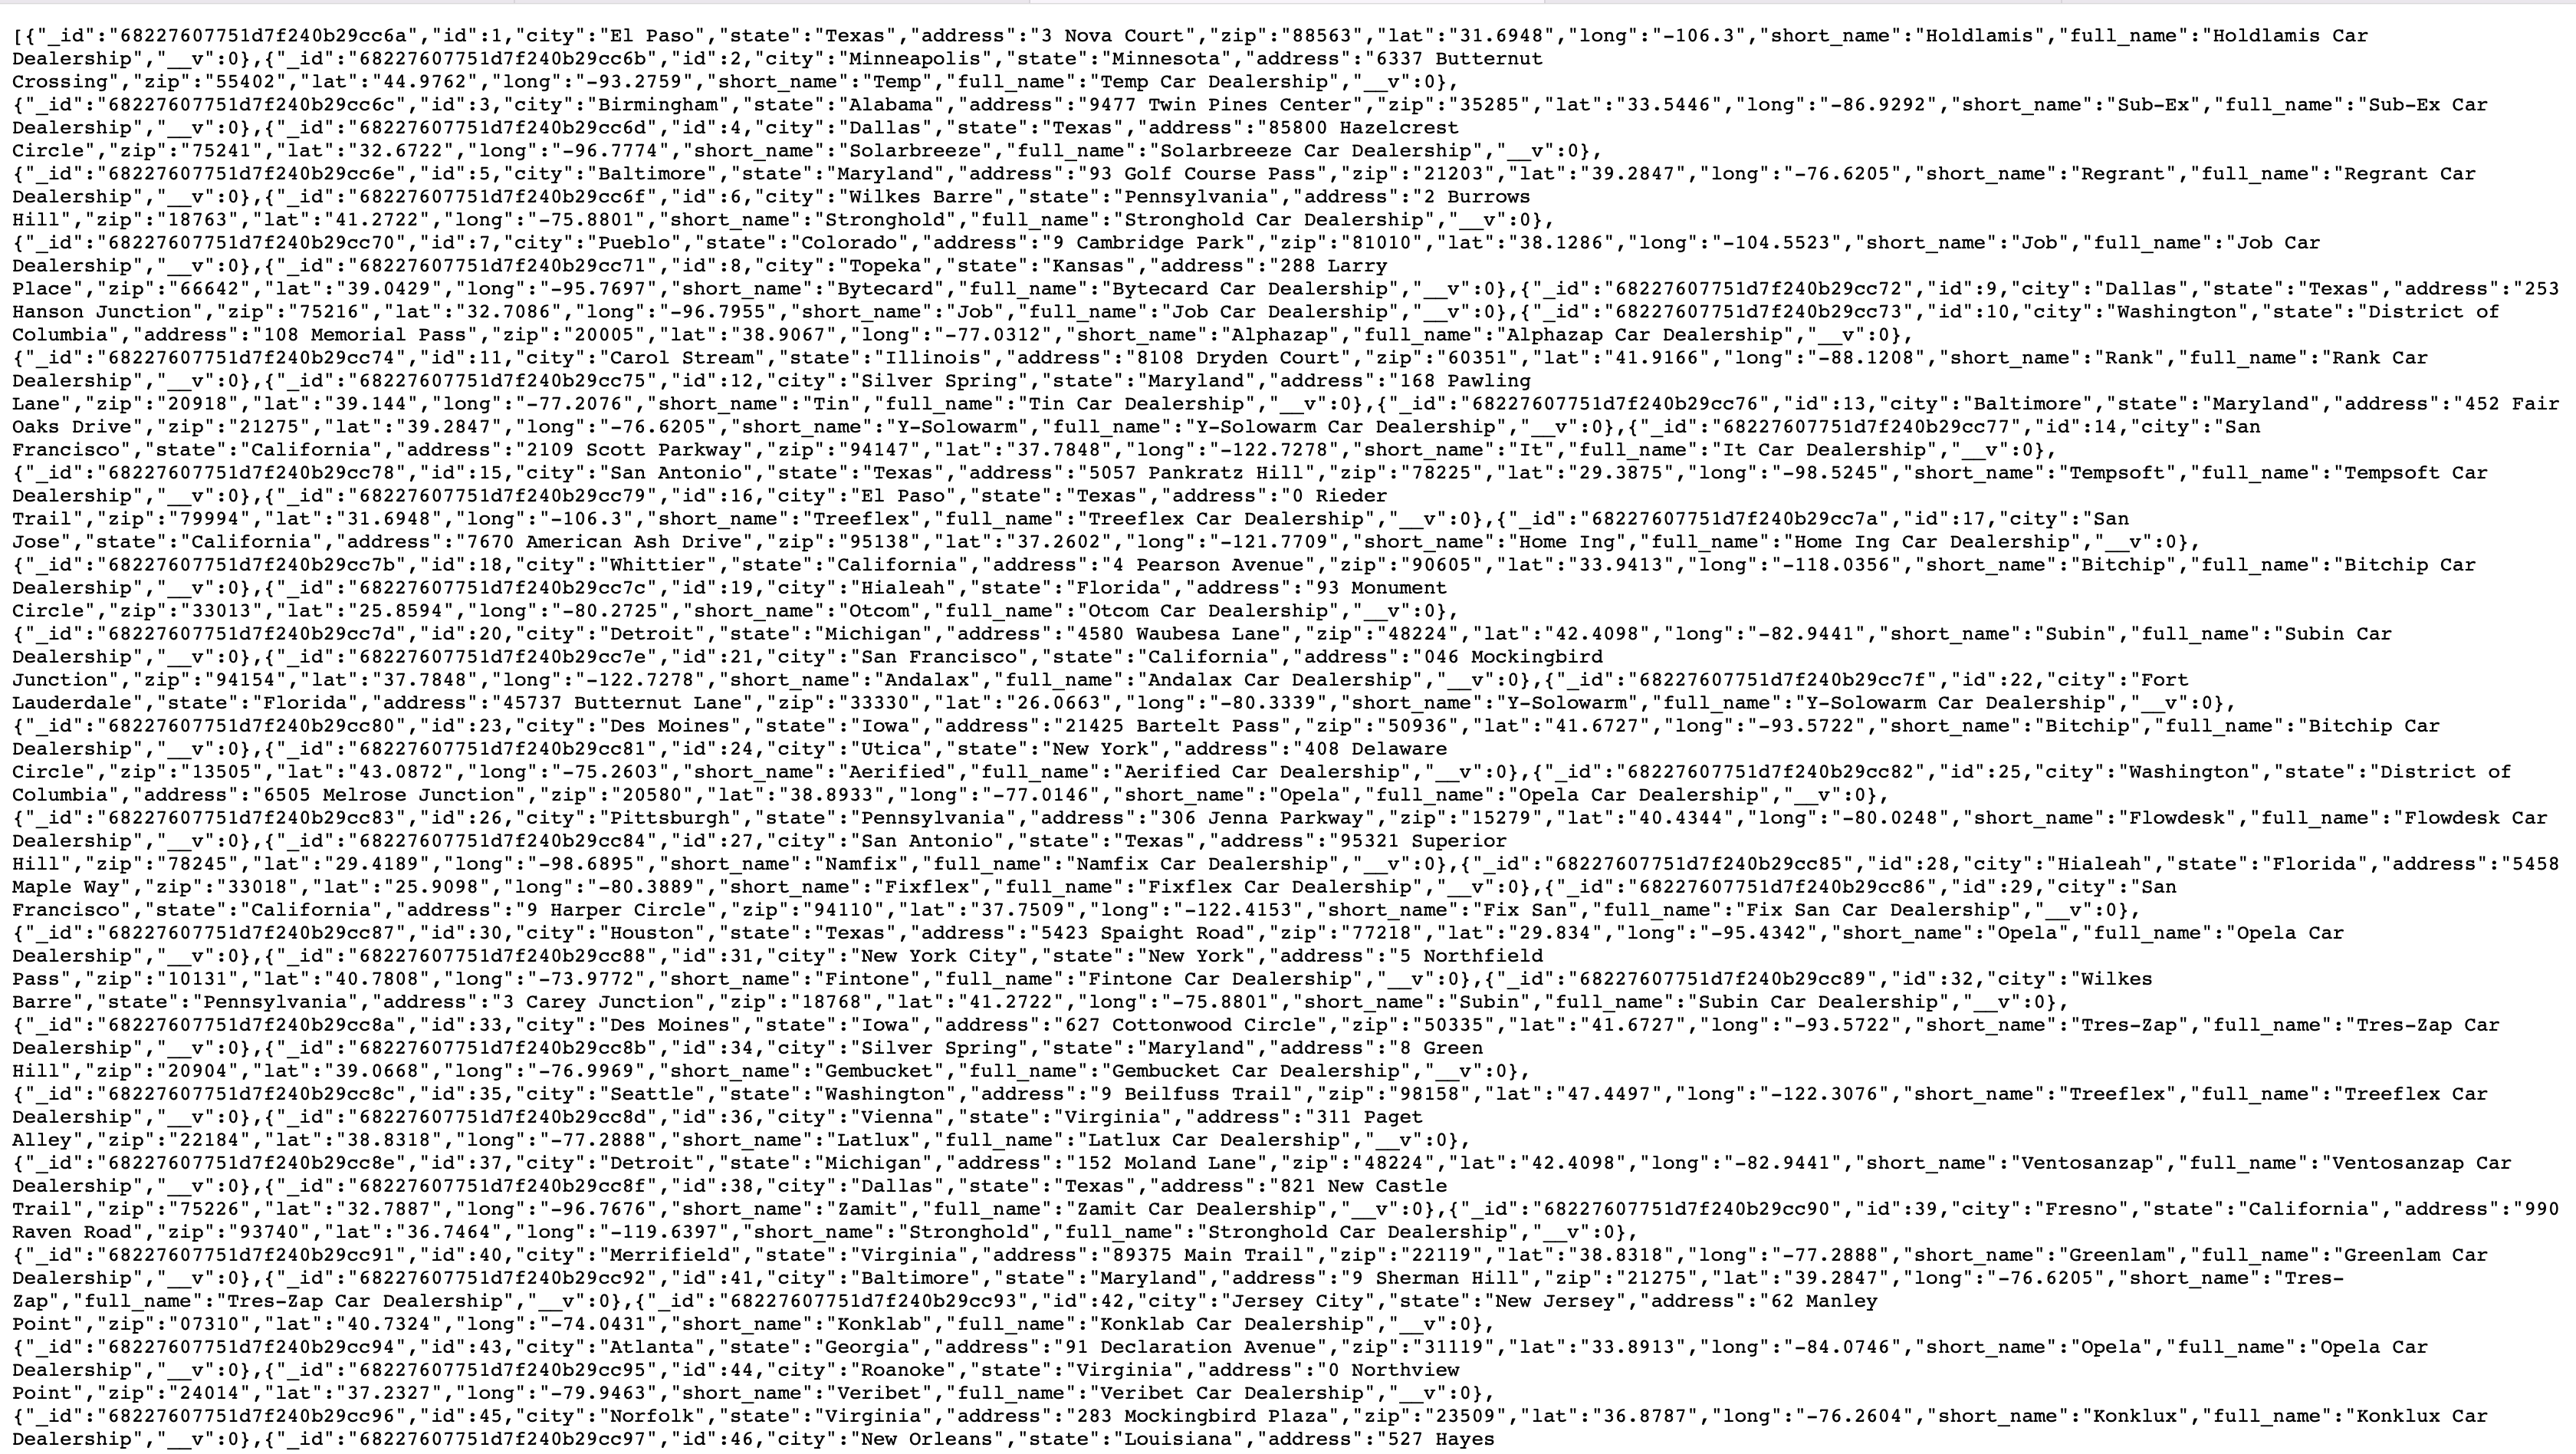 [{"_id":"68227607751d7f240b29cc6a","id":1,"city":"El Paso","state":"Texas","address":"3 Nova Court","zip":"88563","lat":"31.6948","long":"-106.3","short_name":"Holdlamis","full_name":"Holdlamis Car
Dealership","__v":0},{"_id":"68227607751d7f240b29cc6b","id":2,"city":"Minneapolis","state":"Minnesota","address":"6337 Butternut
Crossing","zip":"55402","lat":"44.9762","long":"-93.2759","short_name":"Temp","full_name":"Temp Car Dealership","__v":0},
{"_id":"68227607751d7f240b29cc6c","id":3,"city":"Birmingham","state":"Alabama","address":"9477 Twin Pines Center","zip":"35285","lat":"33.5446","long":"-86.9292","short_name":"Sub-Ex","full_name":"Sub-Ex Car
Dealership","__v":0},{"_id":"68227607751d7f240b29cc6d","id":4,"city":"Dallas","state":"Texas","address":"85800 Hazelcrest
Circle","zip":"75241","lat":"32.6722","long":"-96.7774","short_name":"Solarbreeze","full_name":"Solarbreeze Car Dealership","__v":0},
{"_id":"68227607751d7f240b29cc6e","id":5,"city":"Baltimore","state":"Maryland","address":"93 Golf Course Pass","zip":"21203","lat":"39.2847","long":"-76.6205","short_name":"Regrant","full_name":"Regrant Car
Dealership","__v":0},{"_id":"68227607751d7f240b29cc6f","id":6,"city":"Wilkes Barre","state":"Pennsylvania","address":"2 Burrows
Hill","zip":"18763","lat":"41.2722","long":"-75.8801","short_name":"Stronghold","full_name":"Stronghold Car Dealership","__v":0},
{"_id":"68227607751d7f240b29cc70","id":7,"city":"Pueblo","state":"Colorado","address":"9 Cambridge Park","zip":"81010","lat":"38.1286","long":"-104.5523","short_name":"Job","full_name":"Job Car
Dealership","__v":0},{"_id":"68227607751d7f240b29cc71","id":8,"city":"Topeka","state":"Kansas","address":"288 Larry
Place","zip":"66642","lat":"39.0429","long":"-95.7697","short_name":"Bytecard","full_name":"Bytecard Car Dealership","__v":0},{"_id":"68227607751d7f240b29cc72","id":9,"city":"Dallas","state":"Texas","address":"253
Hanson Junction","zip":"75216","lat":"32.7086","long":"-96.7955","short_name":"Job","full_name":"Job Car Dealership","__v":0},{"_id":"68227607751d7f240b29cc73","id":10,"city":"Washington","state":"District of
Columbia","address":"108 Memorial Pass","zip":"20005","lat":"38.9067","long":"-77.0312","short_name":"Alphazap","full_name":"Alphazap Car Dealership","__v":0},
{"_id":"68227607751d7f240b29cc74","id":11,"city":"Carol Stream","state":"Illinois","address":"8108 Dryden Court","zip":"60351","lat":"41.9166","long":"-88.1208","short_name":"Rank","full_name":"Rank Car
Dealership","__v":0},{"_id":"68227607751d7f240b29cc75","id":12,"city":"Silver Spring","state":"Maryland","address":"168 Pawling
Lane","zip":"20918","lat":"39.144","long":"-77.2076","short_name":"Tin","full_name":"Tin Car Dealership","__v":0},{"_id":"68227607751d7f240b29cc76","id":13,"city":"Baltimore","state":"Maryland","address":"452 Fair
Oaks Drive","zip":"21275","lat":"39.2847","long":"-76.6205","short_name":"Y-Solowarm","full_name":"Y-Solowarm Car Dealership","__v":0},{"_id":"68227607751d7f240b29cc77","id":14,"city":"San
Francisco","state":"California","address":"2109 Scott Parkway","zip":"94147","lat":"37.7848","long":"-122.7278","short_name":"It","full_name":"It Car Dealership","__v":0},
{"_id":"68227607751d7f240b29cc78","id":15,"city":"San Antonio","state":"Texas","address":"5057 Pankratz Hill","zip":"78225","lat":"29.3875","long":"-98.5245","short_name":"Tempsoft","full_name":"Tempsoft Car
Dealership","__v":0},{"_id":"68227607751d7f240b29cc79","id":16,"city":"El Paso","state":"Texas","address":"0 Rieder
Trail","zip":"79994","lat":"31.6948","long":"-106.3","short_name":"Treeflex","full_name":"Treeflex Car Dealership","__v":0},{"_id":"68227607751d7f240b29cc7a","id":17,"city":"San
Jose","state":"California","address":"7670 American Ash Drive","zip":"95138","lat":"37.2602","long":"-121.7709","short_name":"Home Ing","full_name":"Home Ing Car Dealership","__v":0},
{"_id":"68227607751d7f240b29cc7b","id":18,"city":"Whittier","state":"California","address":"4 Pearson Avenue","zip":"90605","lat":"33.9413","long":"-118.0356","short_name":"Bitchip","full_name":"Bitchip Car
Dealership","__v":0},{"_id":"68227607751d7f240b29cc7c","id":19,"city":"Hialeah","state":"Florida","address":"93 Monument
Circle","zip":"33013","lat":"25.8594","long":"-80.2725","short_name":"Otcom","full_name":"Otcom Car Dealership","__v":0},
{"_id":"68227607751d7f240b29cc7d","id":20,"city":"Detroit","state":"Michigan","address":"4580 Waubesa Lane","zip":"48224","lat":"42.4098","long":"-82.9441","short_name":"Subin","full_name":"Subin Car
Dealership","__v":0},{"_id":"68227607751d7f240b29cc7e","id":21,"city":"San Francisco","state":"California","address":"046 Mockingbird
Junction","zip":"94154","lat":"37.7848","long":"-122.7278","short_name":"Andalax","full_name":"Andalax Car Dealership","__v":0},{"_id":"68227607751d7f240b29cc7f","id":22,"city":"Fort
Lauderdale","state":"Florida","address":"45737 Butternut Lane","zip":"33330","lat":"26.0663","long":"-80.3339","short_name":"Y-Solowarm","full_name":"Y-Solowarm Car Dealership","__v":0},
{"_id":"68227607751d7f240b29cc80","id":23,"city":"Des Moines","state":"Iowa","address":"21425 Bartelt Pass","zip":"50936","lat":"41.6727","long":"-93.5722","short_name":"Bitchip","full_name":"Bitchip Car
Dealership","__v":0},{"_id":"68227607751d7f240b29cc81","id":24,"city":"Utica","state":"New York","address":"408 Delaware
Circle","zip":"13505","lat":"43.0872","long":"-75.2603","short_name":"Aerified","full_name":"Aerified Car Dealership","__v":0},{"_id":"68227607751d7f240b29cc82","id":25,"city":"Washington","state":"District of
Columbia","address":"6505 Melrose Junction","zip":"20580","lat":"38.8933","long":"-77.0146","short_name":"Opela","full_name":"Opela Car Dealership","__v":0},
{"_id":"68227607751d7f240b29cc83","id":26,"city":"Pittsburgh","state":"Pennsylvania","address":"306 Jenna Parkway","zip":"15279","lat":"40.4344","long":"-80.0248","short_name":"Flowdesk","full_name":"Flowdesk Car
Dealership","__v":0},{"_id":"68227607751d7f240b29cc84","id":27,"city":"San Antonio","state":"Texas","address":"95321 Superior
Hill","zip":"78245","lat":"29.4189","long":"-98.6895","short_name":"Namfix","full_name":"Namfix Car Dealership","__v":0},{"_id":"68227607751d7f240b29cc85","id":28,"city":"Hialeah","state":"Florida","address":"5458
Maple Way","zip":"33018","lat":"25.9098","long":"-80.3889","short_name":"Fixflex","full_name":"Fixflex Car Dealership","__v":0},{"_id":"68227607751d7f240b29cc86","id":29,"city":"San
Francisco","state":"California","address":"9 Harper Circle","zip":"94110","lat":"37.7509","long":"-122.4153","short_name":"Fix San","full_name":"Fix San Car Dealership","__v":0},
{"_id":"68227607751d7f240b29cc87","id":30,"city":"Houston","state":"Texas","address":"5423 Spaight Road","zip":"77218","lat":"29.834","long":"-95.4342","short_name":"Opela","full_name":"Opela Car
Dealership","__v":0},{"_id":"68227607751d7f240b29cc88","id":31,"city":"New York City","state":"New York","address":"5 Northfield
Pass","zip":"10131","lat":"40.7808","long":"-73.9772","short_name":"Fintone","full_name":"Fintone Car Dealership","__v":0},{"_id":"68227607751d7f240b29cc89","id":32,"city":"Wilkes
Barre","state":"Pennsylvania","address":"3 Carey Junction","zip":"18768","lat":"41.2722","long":"-75.8801","short_name":"Subin","full_name":"Subin Car Dealership","__v":0},
{"_id":"68227607751d7f240b29cc8a","id":33,"city":"Des Moines","state":"Iowa","address":"627 Cottonwood Circle","zip":"50335","lat":"41.6727","long":"-93.5722","short_name":"Tres-Zap","full_name":"Tres-Zap Car
Dealership","__v":0},{"_id":"68227607751d7f240b29cc8b","id":34,"city":"Silver Spring","state":"Maryland","address":"8 Green
Hill","zip":"20904","lat":"39.0668","long":"-76.9969","short_name":"Gembucket","full_name":"Gembucket Car Dealership","__v":0},
{"_id":"68227607751d7f240b29cc8c","id":35,"city":"Seattle","state":"Washington","address":"9 Beilfuss Trail","zip":"98158","lat":"47.4497","long":"-122.3076","short_name":"Treeflex","full_name":"Treeflex Car
Dealership","__v":0},{"_id":"68227607751d7f240b29cc8d","id":36,"city":"Vienna","state":"Virginia","address":"311 Paget
Alley","zip":"22184","lat":"38.8318","long":"-77.2888","short_name":"Latlux","full_name":"Latlux Car Dealership","__v":0},
{"_id":"68227607751d7f240b29cc8e","id":37,"city":"Detroit","state":"Michigan","address":"152 Moland Lane","zip":"48224","lat":"42.4098","long":"-82.9441","short_name":"Ventosanzap","full_name":"Ventosanzap Car
Dealership","__v":0},{"_id":"68227607751d7f240b29cc8f","id":38,"city":"Dallas","state":"Texas","address":"821 New Castle
Trail","zip":"75226","lat":"32.7887","long":"-96.7676","short_name":"Zamit","full_name":"Zamit Car Dealership","__v":0},{"_id":"68227607751d7f240b29cc90","id":39,"city":"Fresno","state":"California","address":"990
Raven Road","zip":"93740","lat":"36.7464","long":"-119.6397","short_name":"Stronghold","full_name":"Stronghold Car Dealership","__v":0},
{"_id":"68227607751d7f240b29cc91","id":40,"city":"Merrifield","state":"Virginia","address":"89375 Main Trail","zip":"22119","lat":"38.8318","long":"-77.2888","short_name":"Greenlam","full_name":"Greenlam Car
Dealership","__v":0},{"_id":"68227607751d7f240b29cc92","id":41,"city":"Baltimore","state":"Maryland","address":"9 Sherman Hill","zip":"21275","lat":"39.2847","long":"-76.6205","short_name":"Tres-
Zap","full_name":"Tres-Zap Car Dealership","__v":0},{"_id":"68227607751d7f240b29cc93","id":42,"city":"Jersey City","state":"New Jersey","address":"62 Manley
Point","zip":"07310","lat":"40.7324","long":"-74.0431","short_name":"Konklab","full_name":"Konklab Car Dealership","__v":0},
{"_id":"68227607751d7f240b29cc94","id":43,"city":"Atlanta","state":"Georgia","address":"91 Declaration Avenue","zip":"31119","lat":"33.8913","long":"-84.0746","short_name":"Opela","full_name":"Opela Car
Dealership","__v":0},{"_id":"68227607751d7f240b29cc95","id":44,"city":"Roanoke","state":"Virginia","address":"0 Northview
Point","zip":"24014","lat":"37.2327","long":"-79.9463","short_name":"Veribet","full_name":"Veribet Car Dealership","__v":0},
{"_id":"68227607751d7f240b29cc96","id":45,"city":"Norfolk","state":"Virginia","address":"283 Mockingbird Plaza","zip":"23509","lat":"36.8787","long":"-76.2604","short_name":"Konklux","full_name":"Konklux Car
Dealership","__v":0},{"_id":"68227607751d7f240b29cc97","id":46,"city":"New Orleans","state":"Louisiana","address":"527 Hayes